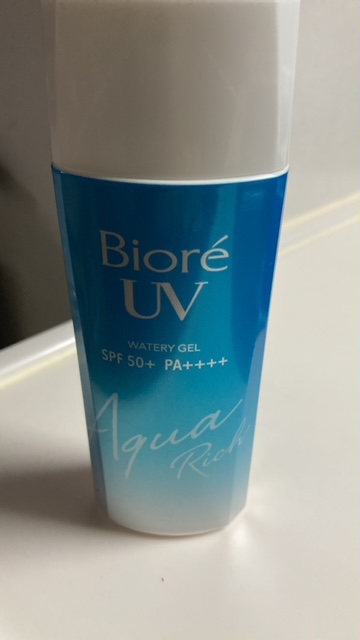 Bioré
UV
WATERY GEL
SPF 50+ PA++++
Aqua
Rich